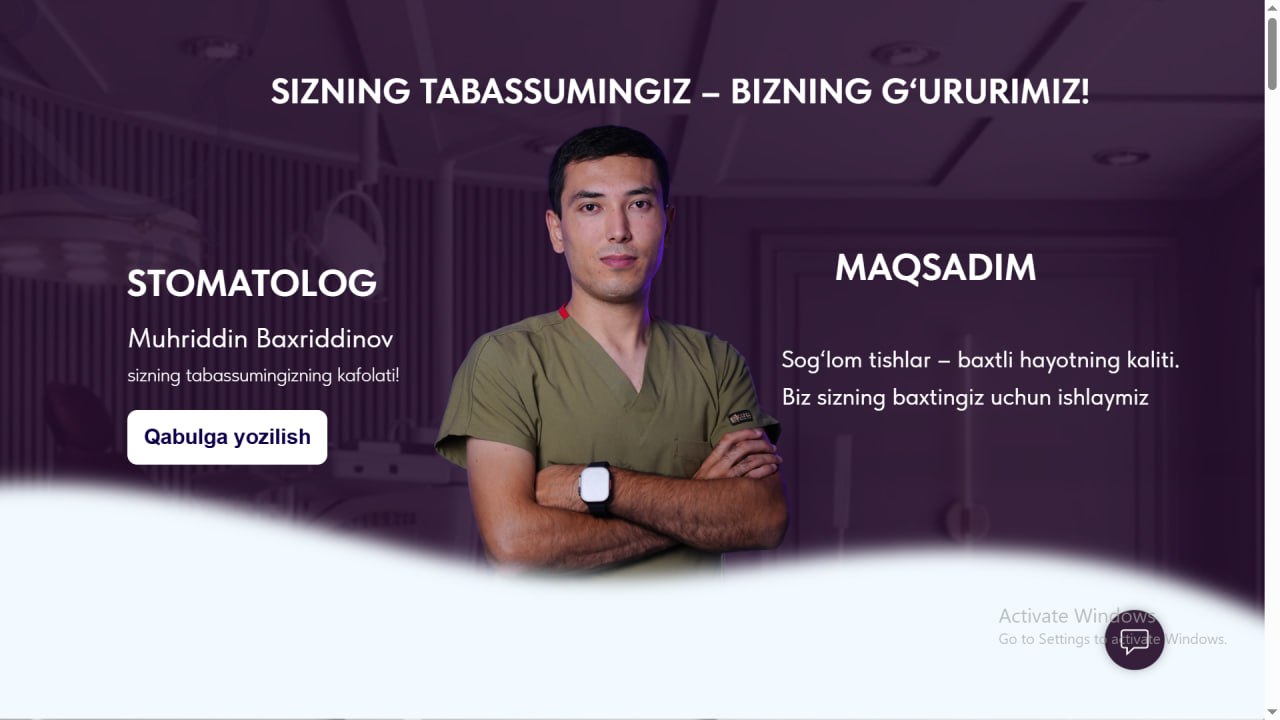 SIZNING TABASSUMINGIZ – BIZNING G‘URURIMIZ!
STOMATOLOG
Muhriddin Baxriddinov
sizning tabassumingizning kafolati!
Qabulga yozilish
MAQSADIM
Sog‘lom tishlar – baxtli hayotning kaliti.
Biz sizning baxtingiz uchun ishlaymiz
Activate Windows
Go to Settings to activate Windows.